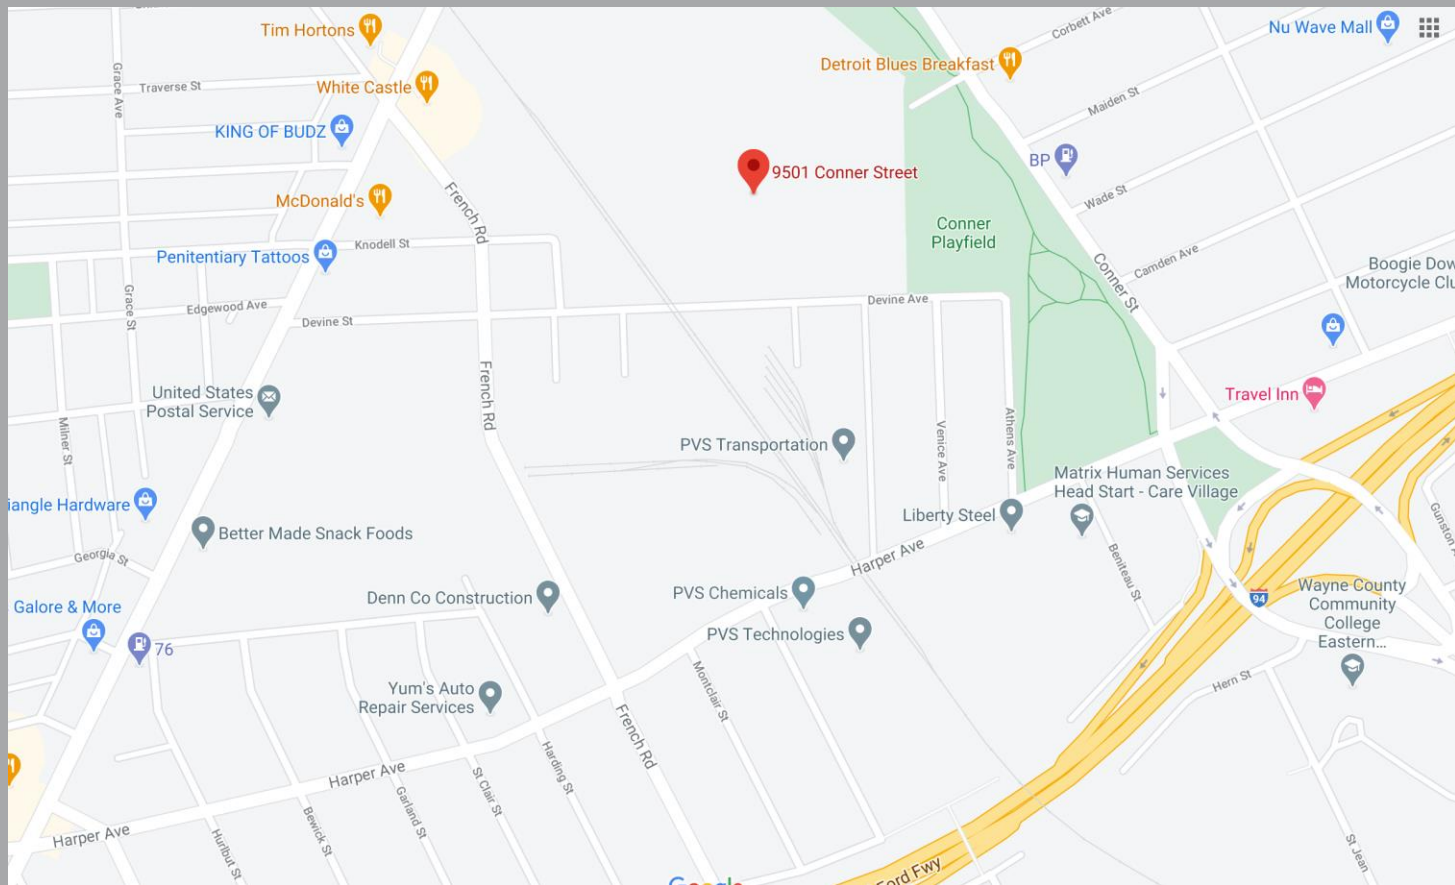 Tim Hortons
Corbett Ave
Nu Wave Mall
Detroit Blues Breakfast
Grace Ave
Traverse St
White Castle
Maiden St
KING OF BUDZ
BP
9501 Conner Street
McDonald's
French Rd
Wade St
Conner
Playfield
Knodell St
Penitentiary Tattoos
Camden Ave
Conner St
Boogie Dow
Motorcycle Clu
Grace St
Edgewood Ave
Devine St
Devine Ave
United States
Postal Service
French Rd
Travel Inn
Milner St
PVS Transportation
Venice Ave
Athens Ave
Matrix Human Services
Head Start - Care Village
iangle Hardware
Better Made Snack Foods
Liberty Steel
Gunston A
Georgia St
Harper Ave
Beniteau St
94
Wayne County
Community
College
Eastern...
Galore & More
Denn Co Construction
PVS Chemicals
PVS Technologies
76
Yum's Auto
Repair Services
Montclair St
Hern St
French Rd
Harding St
Harper Ave
St Clair St
Garland St
Bewick St
Harper Ave
Hurlbut St
St Jean
Ford Fwy
Google